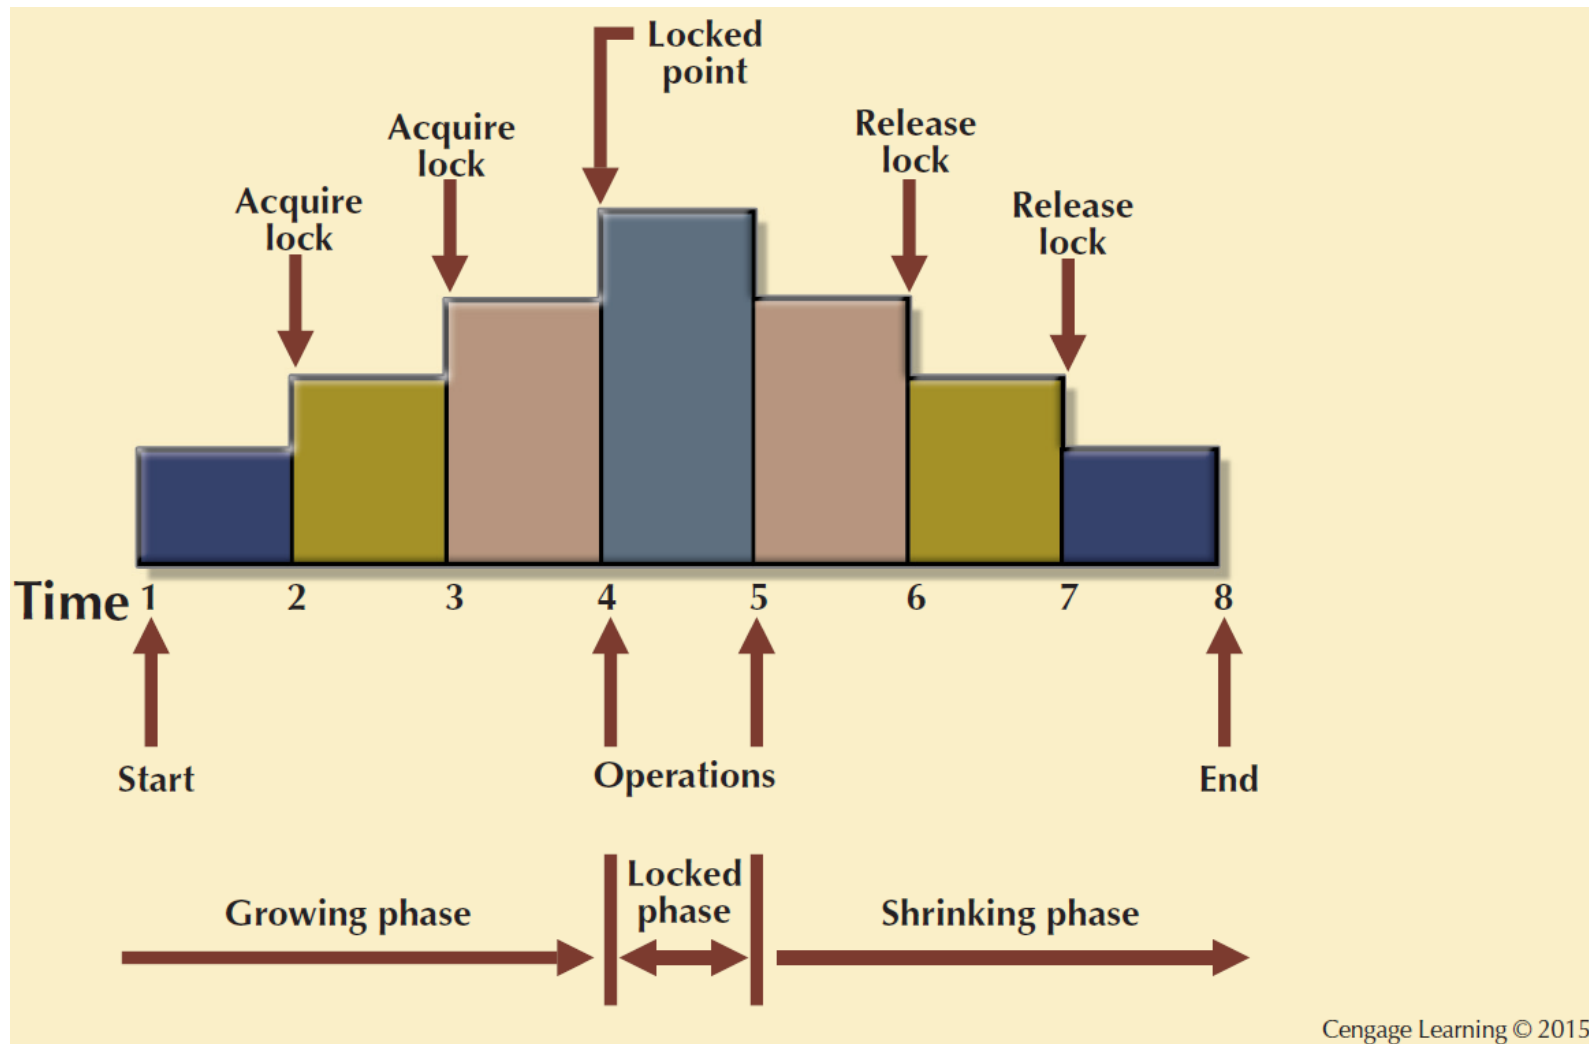 Locked
point
Acquire
lock
Release
lock
Acquire
lock
Release
lock
Time 1 2 3 4 5 6 7 8
Start
Operations
End
Growing phase
Locked
phase
Shrinking phase
Cengage Learning © 2015